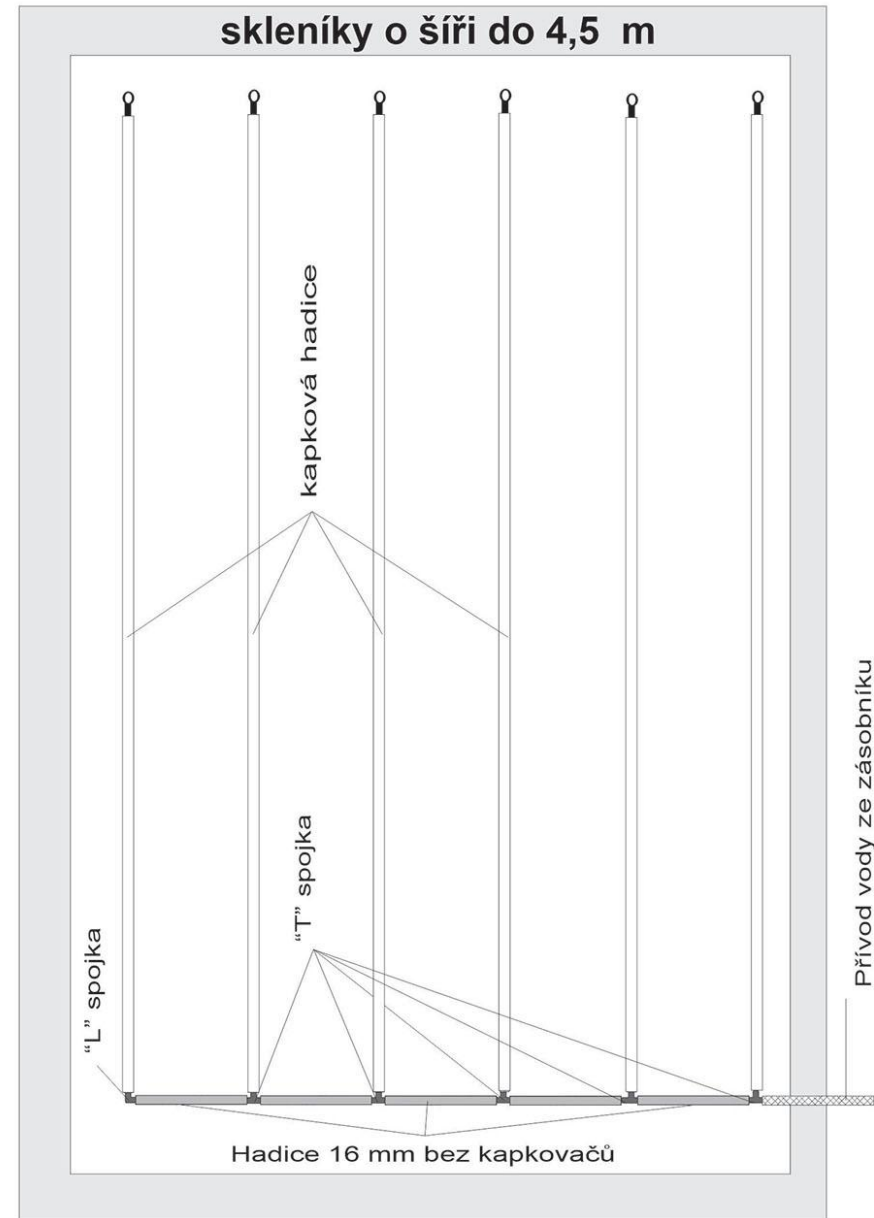 skleníky o šíři do 4,5 m
kapková hadice
“T” spojka
“L” spojka
Přívod vody ze zásobníku
Hadice 16 mm bez kapkovačů